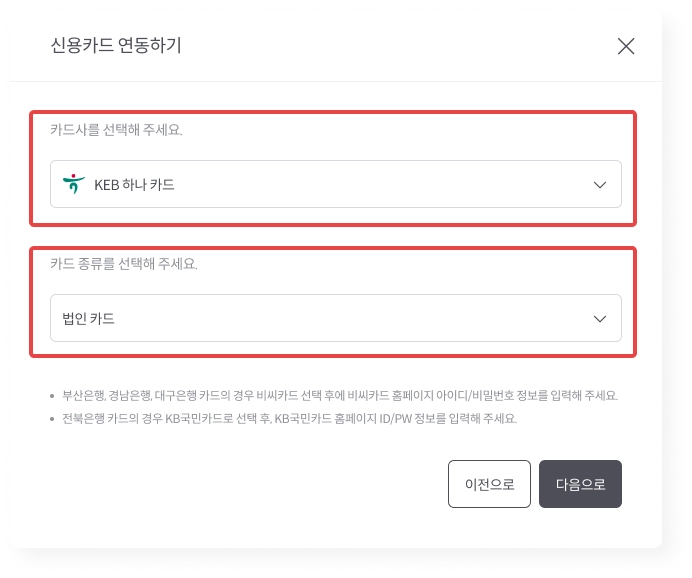 신용카드 연동하기
카드사를 선택해 주세요.
KEB 하나 카드
카드 종류를 선택해 주세요.
법인 카드
• 부산은행, 경남은행, 대구은행 카드의 경우 비씨카드 선택 후에 비씨카드 홈페이지 아이디/비밀번호 정보를 입력해 주세요.
• 전북은행 카드의 경우 KB국민카드로 선택 후, KB국민카드 홈페이지 ID/PW 정보를 입력해 주세요.
이전으로 다음으로